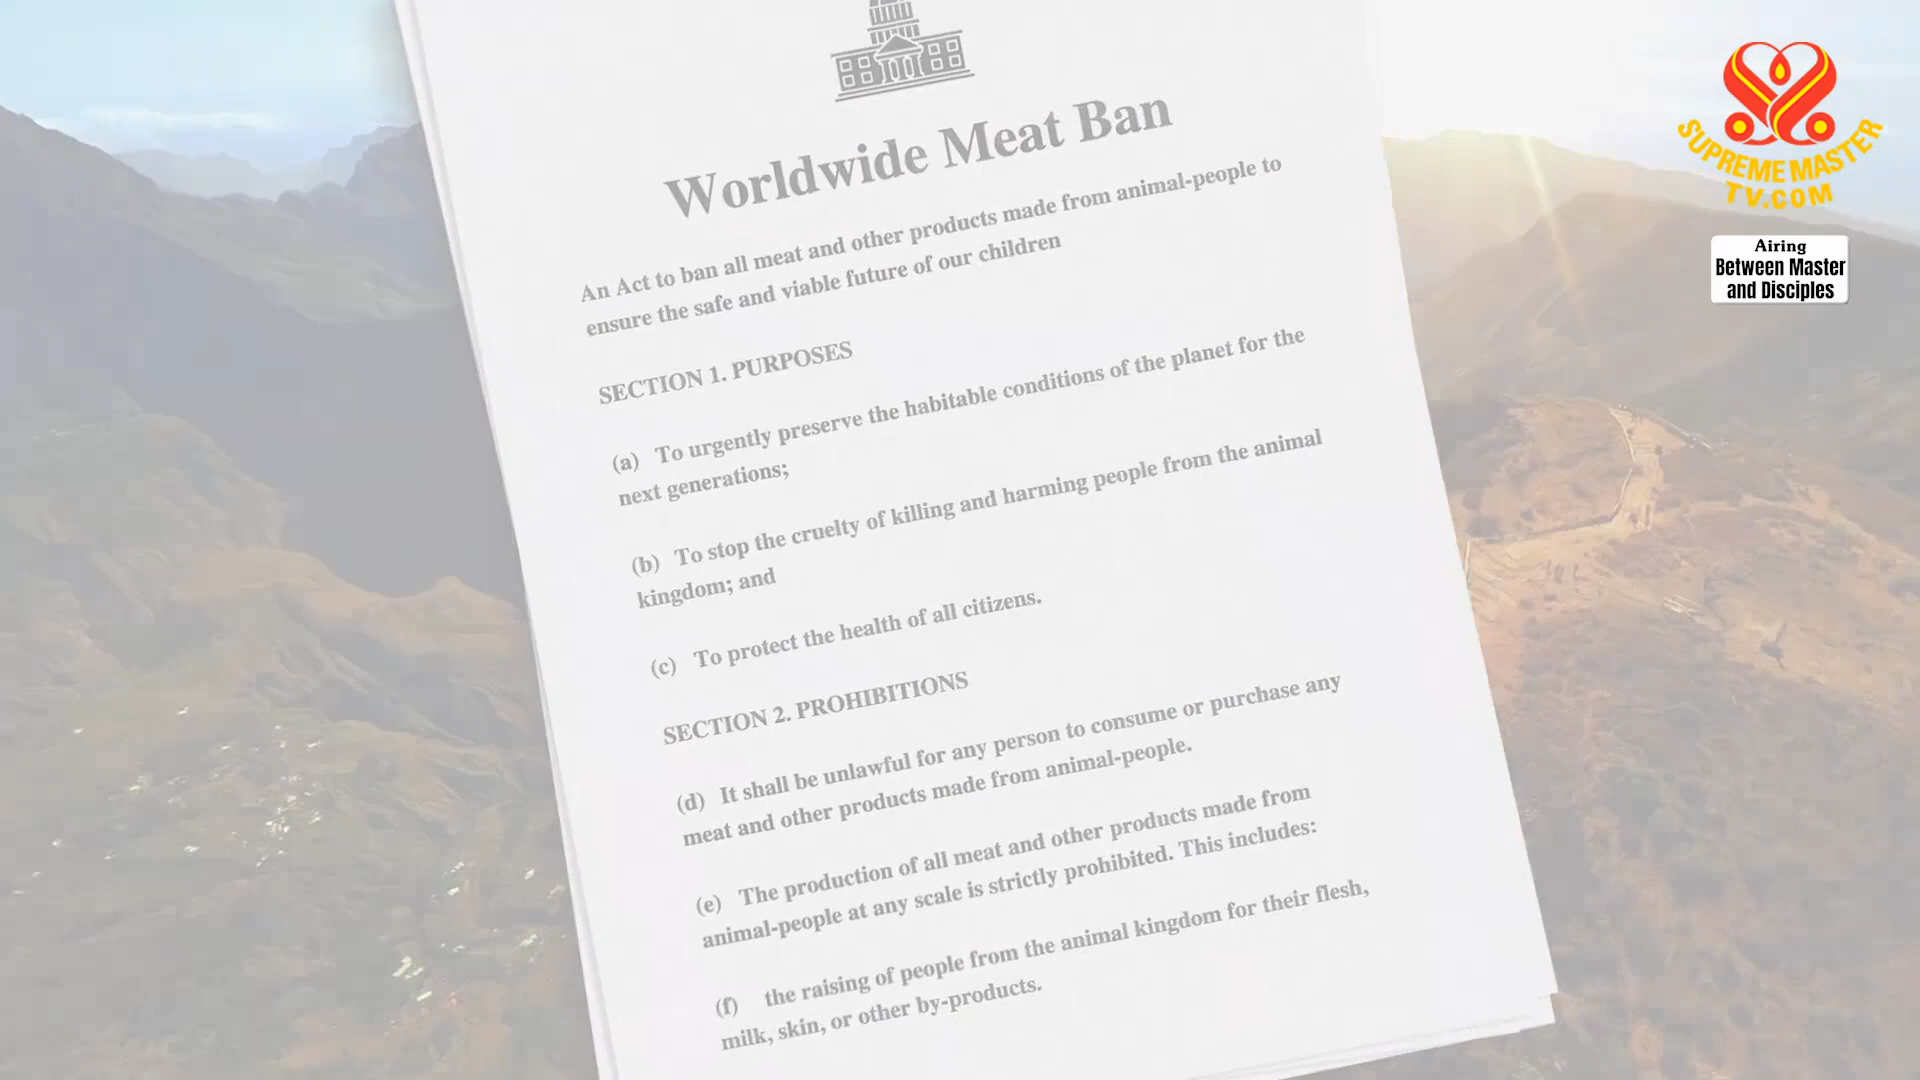 Worldwide Meat Ban
An Act to ban all meat and other products made from animal-people to
ensure the safe and viable future of our children
SECTION 1. PURPOSES
(a) To urgently preserve the habitable conditions of the planet for the
next generations;
(b) To stop the cruelty of killing and harming people from the animal
kingdom; and
(c) To protect the health of all citizens.
SECTION 2. PROHIBITIONS
(d) It shall be unlawful for any person to consume or purchase any
meat and other products made from animal-people.
(e) The production of all meat and other products made from
animal-people at any scale is strictly prohibited. This includes:
(f) the raising of people from the animal kingdom for their flesh,
milk, skin, or other by-products.
SUPREME MASTER
TV.COM
Airing
Between Master
and Disciples